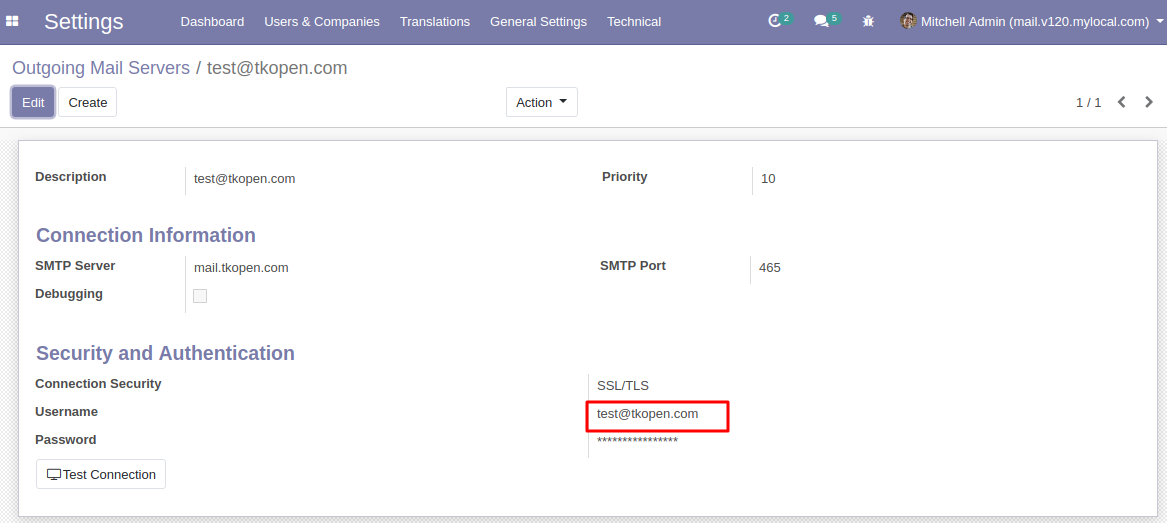 Settings Dashboard Users & Companies Translations General Settings Technical 2 5 Mitchell Admin (mail.v120.mylocal.com)
Outgoing Mail Servers / test@tkopen.com
Edit Create Action 1 / 1
Description test@tkopen.com Priority 10
Connection Information
SMTP Server mail.tkopen.com SMTP Port 465
Debugging
Security and Authentication
Connection Security SSL/TLS
Username test@tkopen.com
Password ****************
Test Connection